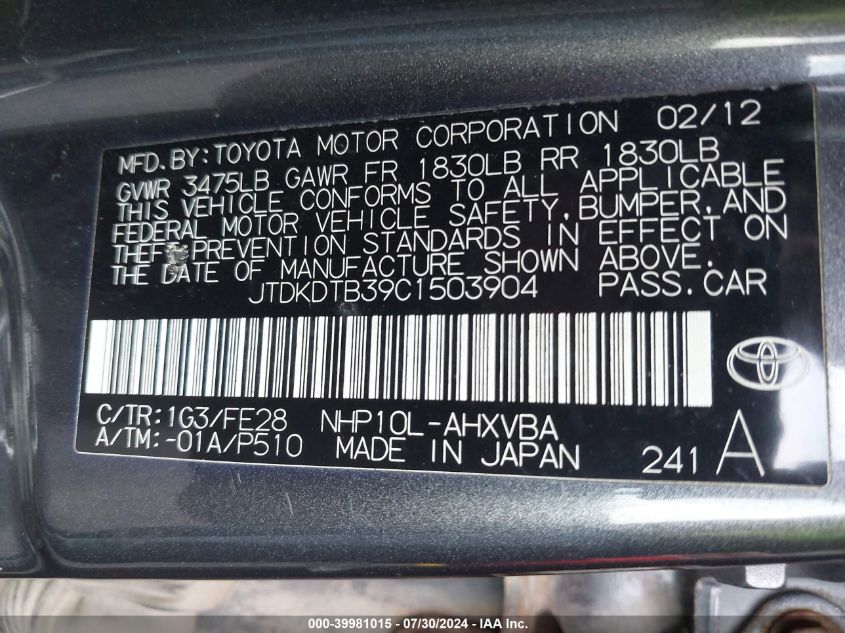 MFD. BY: TOYOTA MOTOR CORPORATION 02/12
GVWR 3475LB GAWR FR 1830LB RR 1830LB
THIS VEHICLE CONFORMS TO ALL APPLICABLE
FEDERAL MOTOR VEHICLE SAFETY, BUMPER, AND
THEFT PREVENTION STANDARDS IN EFFECT ON
THE DATE OF MANUFACTURE SHOWN ABOVE.
JTDKDTB39C1503904 PASS. CAR
C/TR: 1G3/FE28 NHP10L-AHXVBA
A/TM: -01A/P510 MADE IN JAPAN
241 A
000-39981015 - 07/30/2024 - IAA Inc.